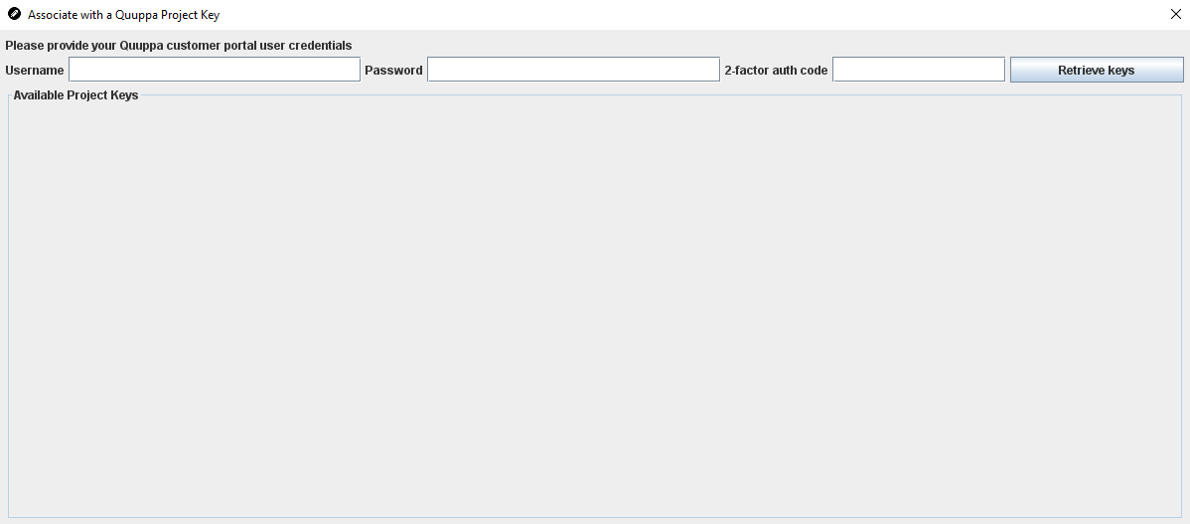 Associate with a Quuppa Project Key
Please provide your Quuppa customer portal user credentials
Username Password 2-factor auth code Retrieve keys
Available Project Keys